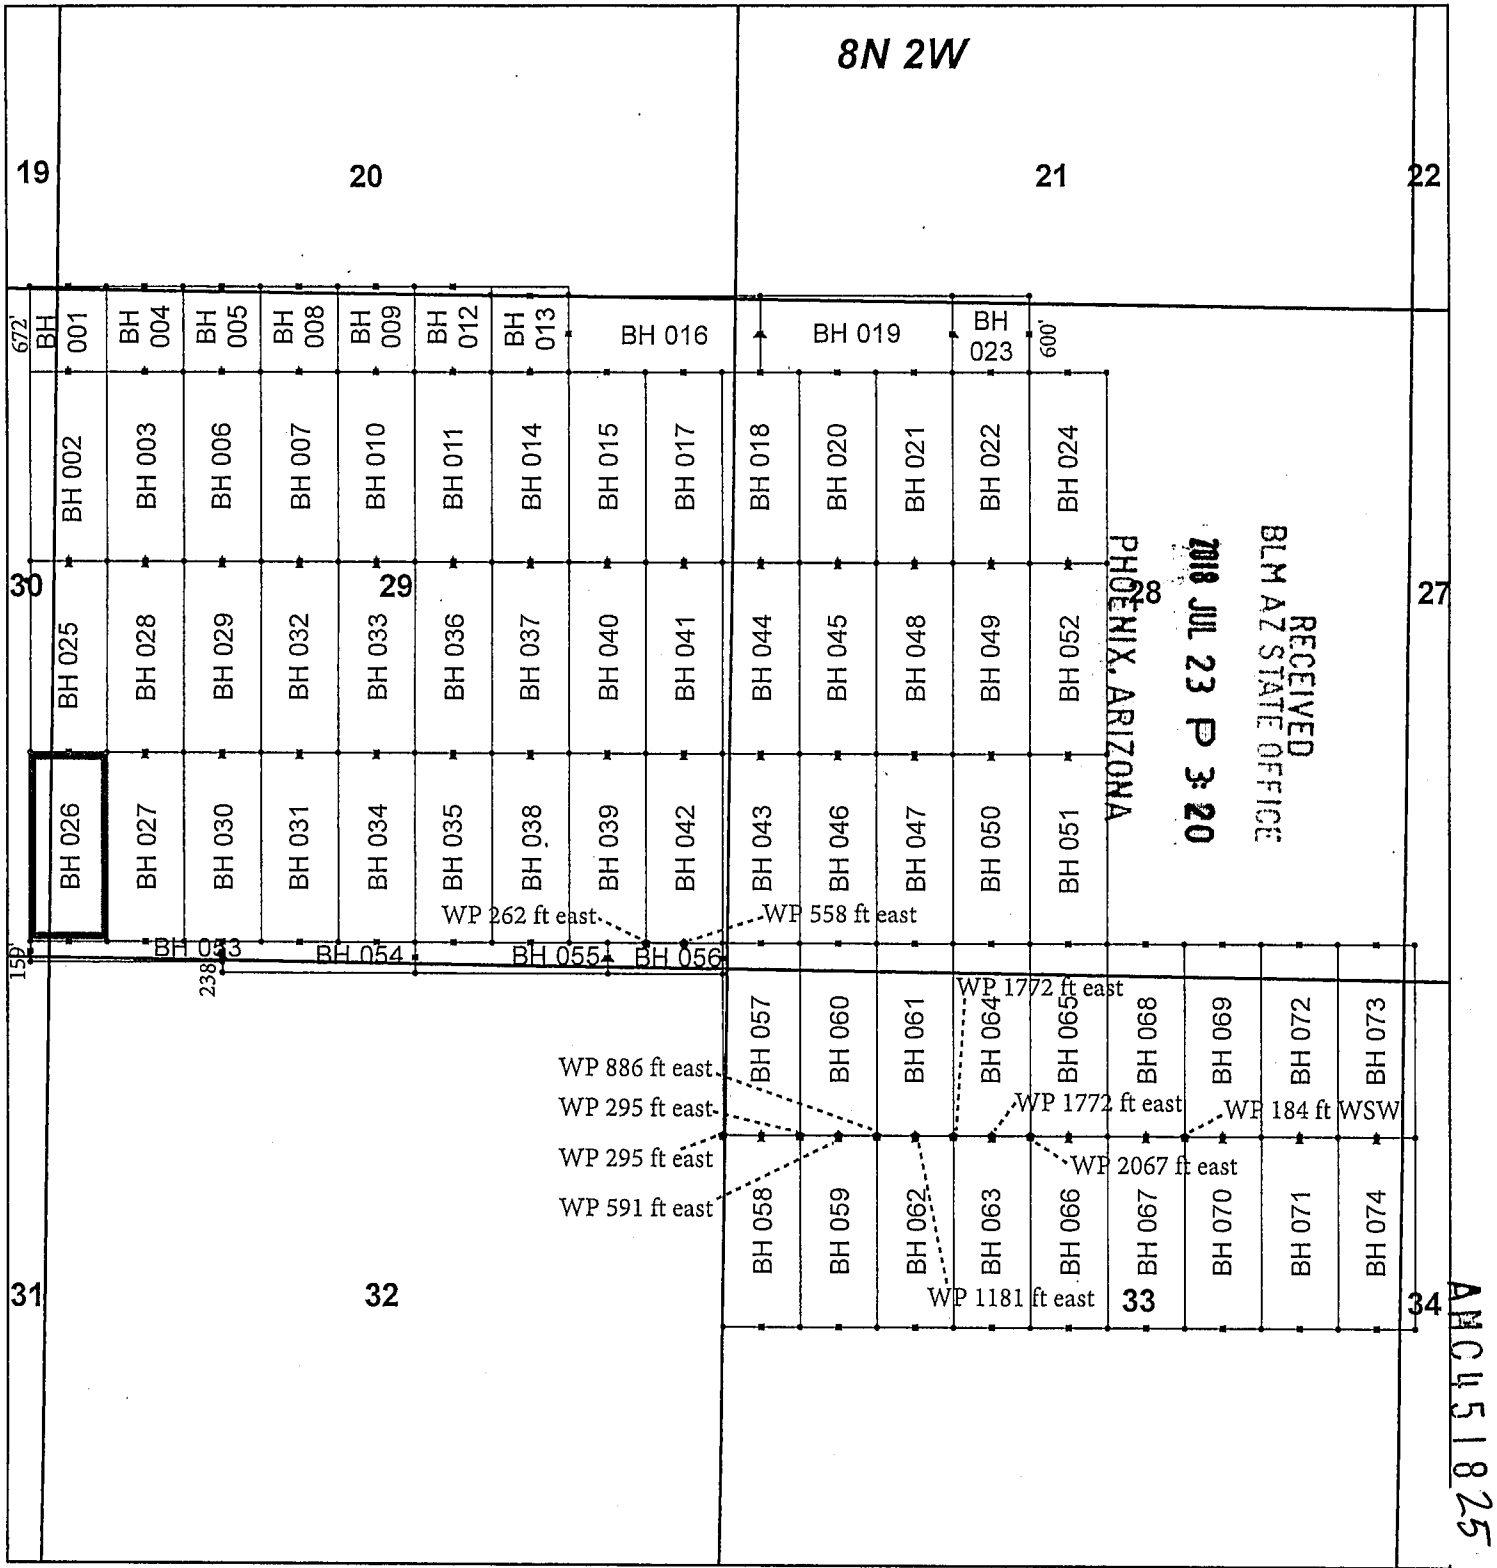 8N 2W
19
20
21
22
672'
BH 001
BH 004
BH 005
BH 008
BH 009
BH 012
BH 013
BH 016
BH 019
BH 023
600'
BH 002
BH 003
BH 006
BH 007
BH 010
BH 011
BH 014
BH 015
BH 017
BH 018
BH 020
BH 021
BH 022
BH 024
30
29
28
27
BH 025
BH 028
BH 029
BH 032
BH 033
BH 036
BH 037
BH 040
BH 041
BH 044
BH 045
BH 048
BH 049
BH 052
RECEIVED
BLM AZ STATE OFFICE
2018 JUL 23 P 3:20
PHOENIX, ARIZONA
BH 026
BH 027
BH 030
BH 031
BH 034
BH 035
BH 038
BH 039
BH 042
BH 043
BH 046
BH 047
BH 050
BH 051
WP 262 ft east
WP 558 ft east
159'
BH 053
238'
BH 054
BH 055
BH 056
WP 1772 ft east
BH 057
BH 060
BH 061
BH 064
BH 065
BH 068
BH 069
BH 072
BH 073
WP 886 ft east
WP 295 ft east
WP 1772 ft east
WP 184 ft WSW
WP 295 ft east
WP 2067 ft east
WP 591 ft east
BH 058
BH 059
BH 062
BH 063
BH 066
BH 067
BH 070
BH 071
BH 074
WP 1181 ft east
31
32
33
34
AMC451825